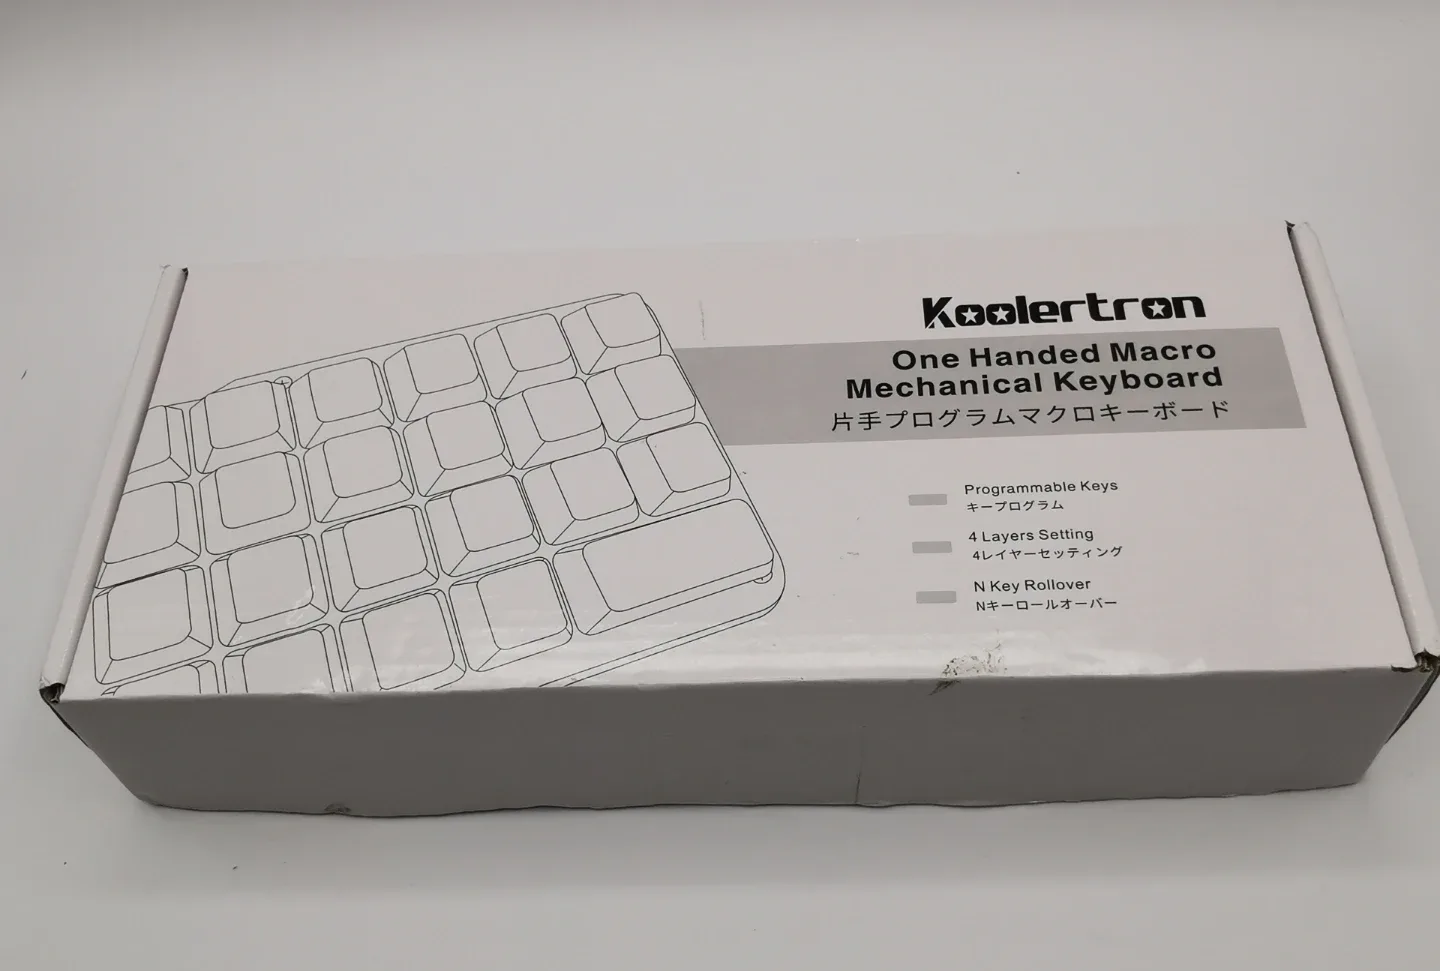 Koolertron
One Handed Macro
Mechanical Keyboard
片手プログラムマクロキーボード
Programmable Keys
キープログラム
4 Layers Setting
4レイヤーセッティング
N Key Rollover
Nキーロールオーバー